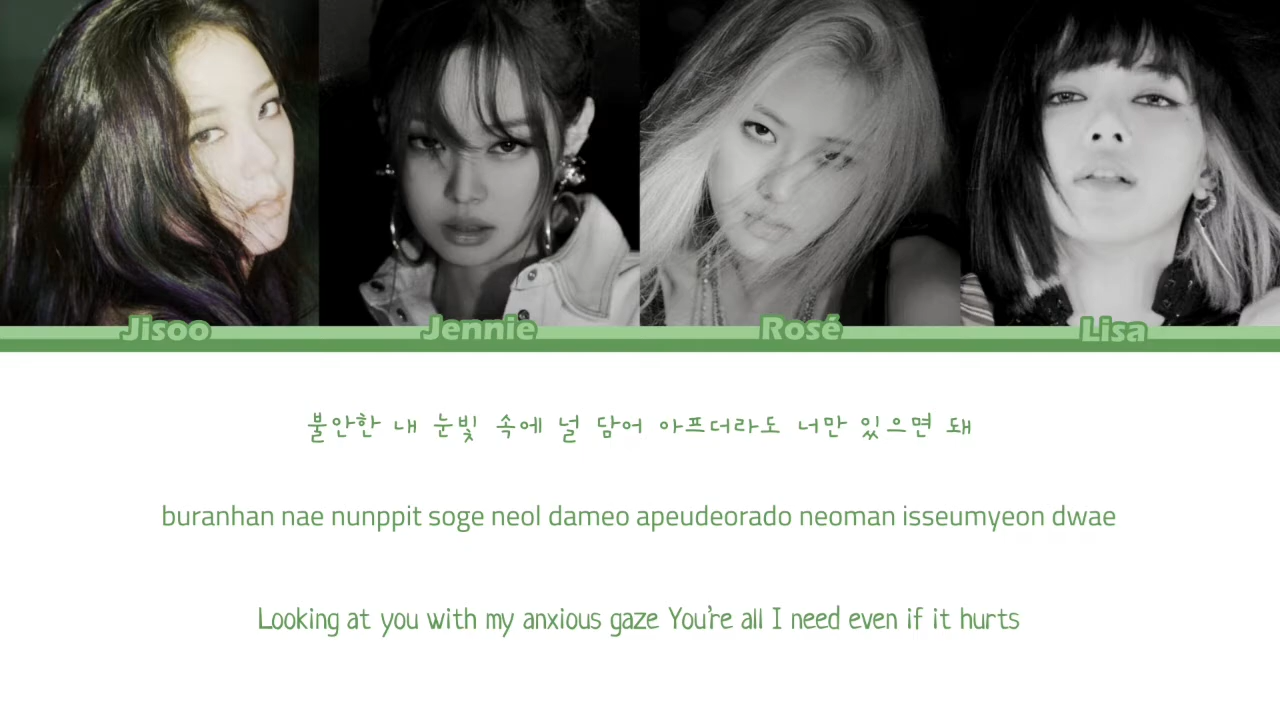 Jisoo Jennie Rosé Lisa
불안한 내 눈빛 속에 널 담어 아프더라도 너만 있으면 돼
buranhan nae nunppit soge neol dameo apeudeorado neoman isseumyeon dwae
Looking at you with my anxious gaze You're all I need even if it hurts